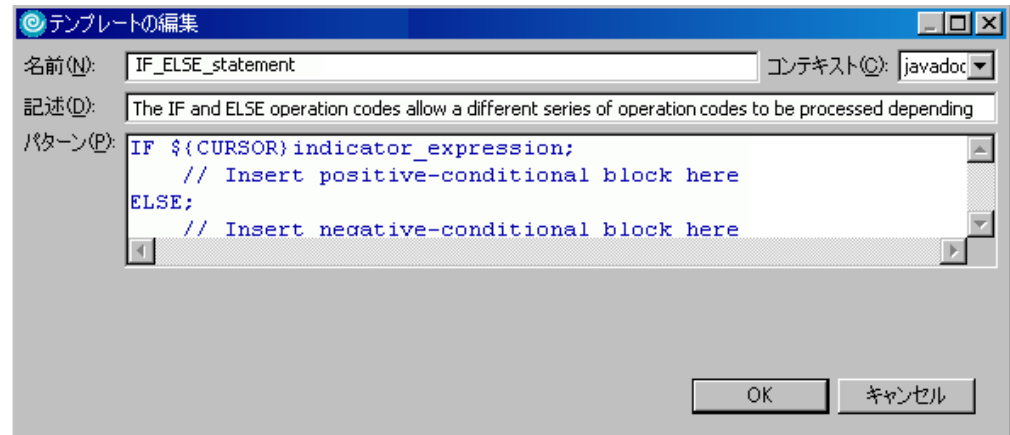 テンプレートの編集
名前(N): IF_ELSE_statement コンテキスト(C): javadoc
記述(D): The IF and ELSE operation codes allow a different series of operation codes to be processed depending
パターン(P): IF ${CURSOR}indicator_expression;
// Insert positive-conditional block here
ELSE;
// Insert negative-conditional block here
OK キャンセル